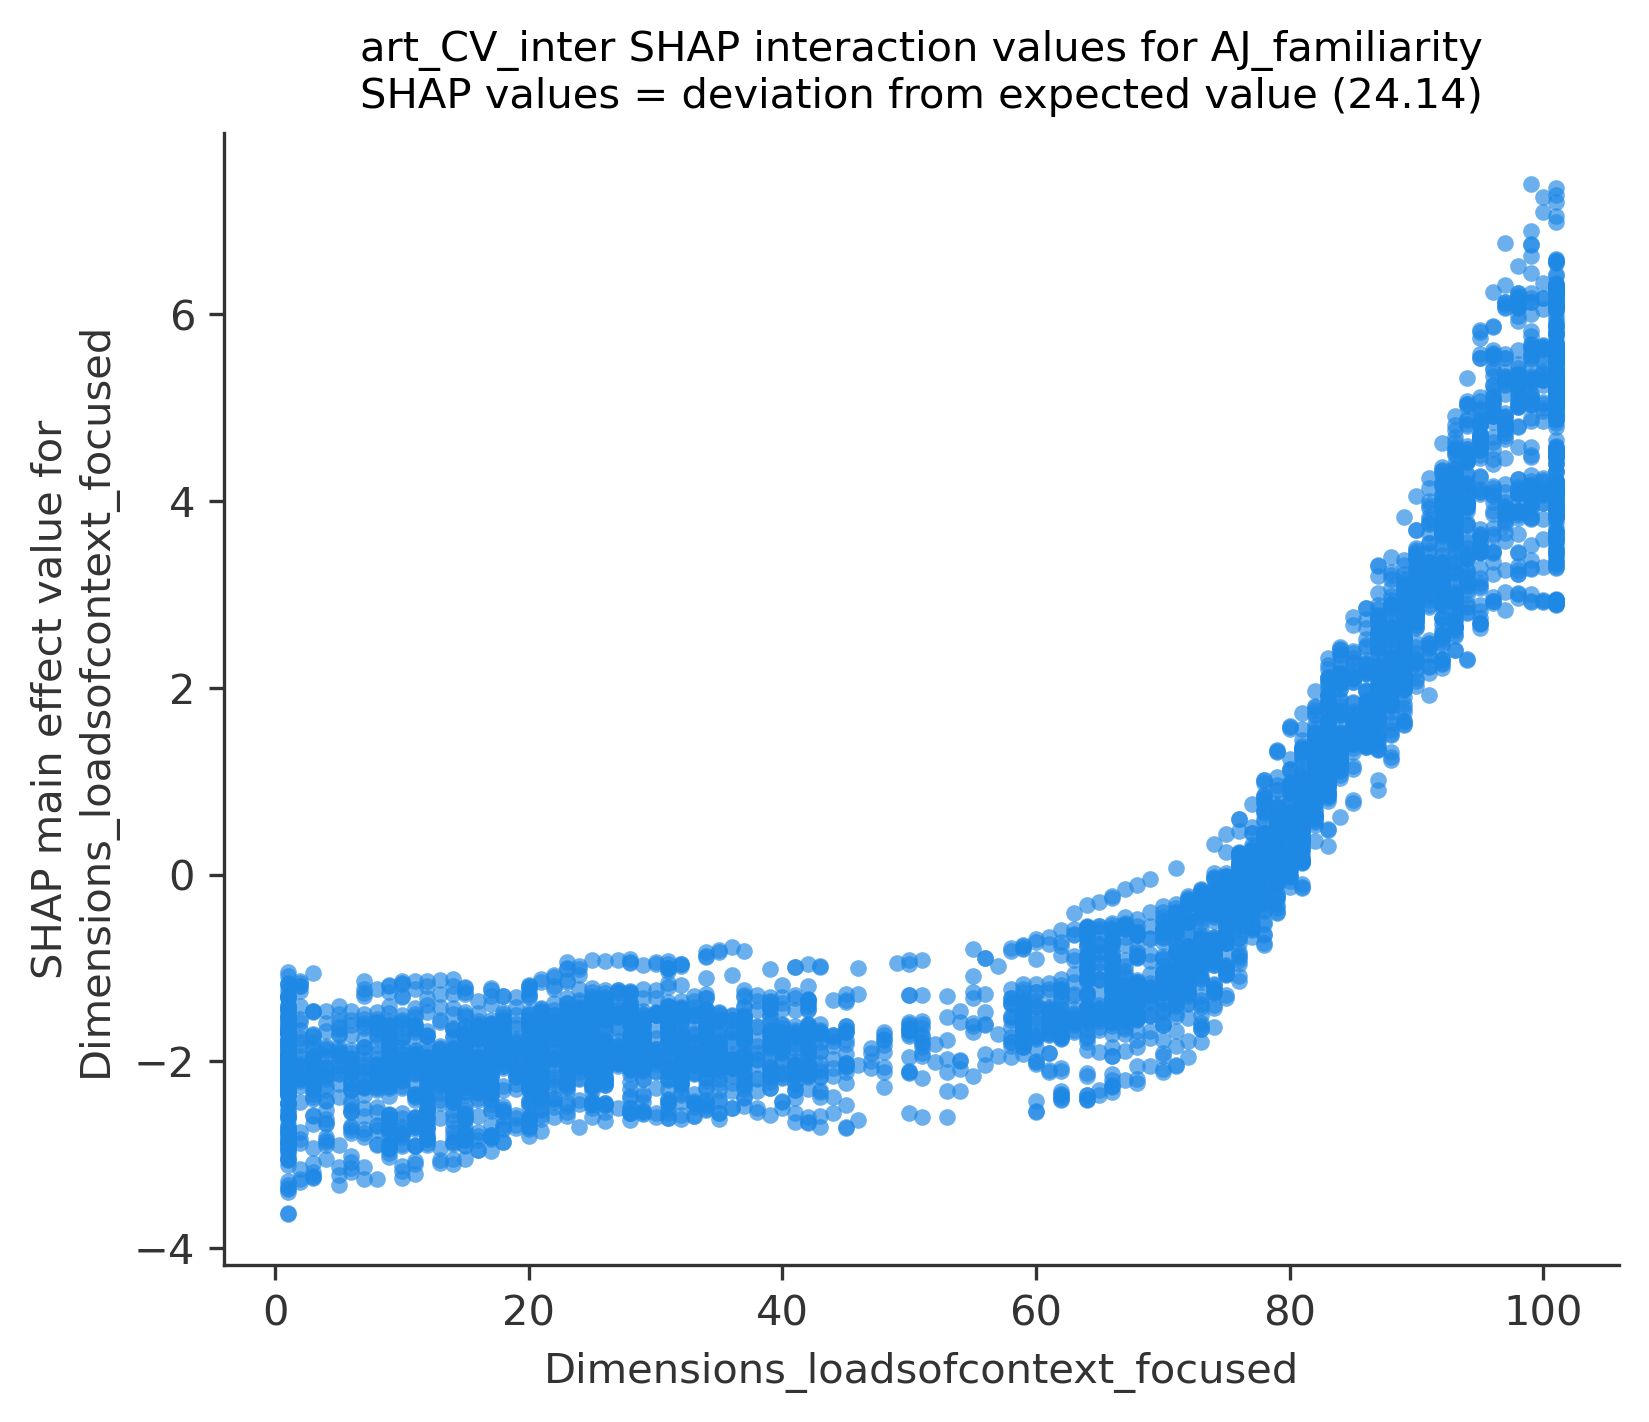 art_CV_inter SHAP interaction values for AJ_familiarity
SHAP values = deviation from expected value (24.14)
SHAP main effect value for
Dimensions_loadsofcontext_focused
6
4
2
0
−2
−4
0
20
40
60
80
100
Dimensions_loadsofcontext_focused